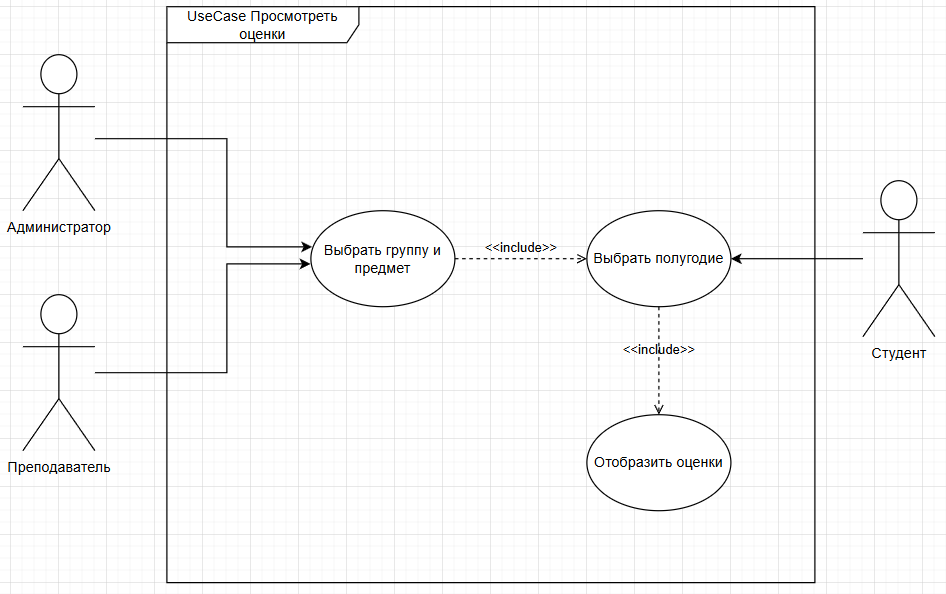 UseCase Просмотреть
оценки
Администратор
Выбрать группу и
предмет
<<include>>
Выбрать полугодие
Студент
<<include>>
Преподаватель
Отобразить оценки